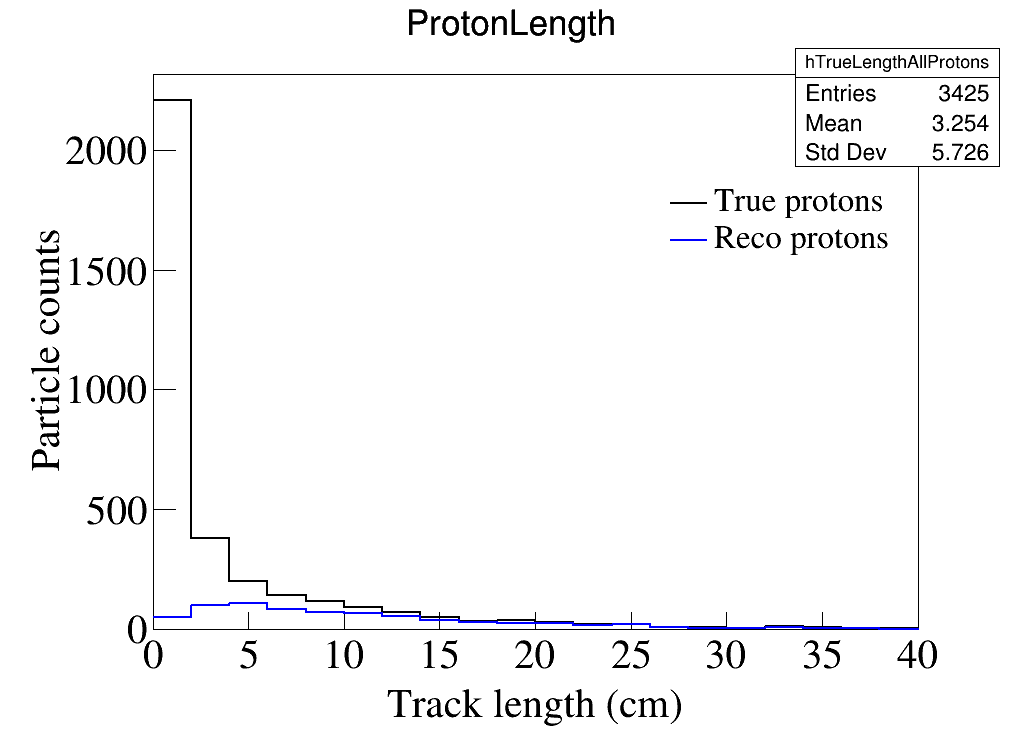 ProtonLength
hTrueLengthAllProtons
Entries 3425
Mean 3.254
Std Dev 5.726
True protons
Reco protons
Particle counts
2000
1500
1000
500
0
0 5 10 15 20 25 30 35 40
Track length (cm)